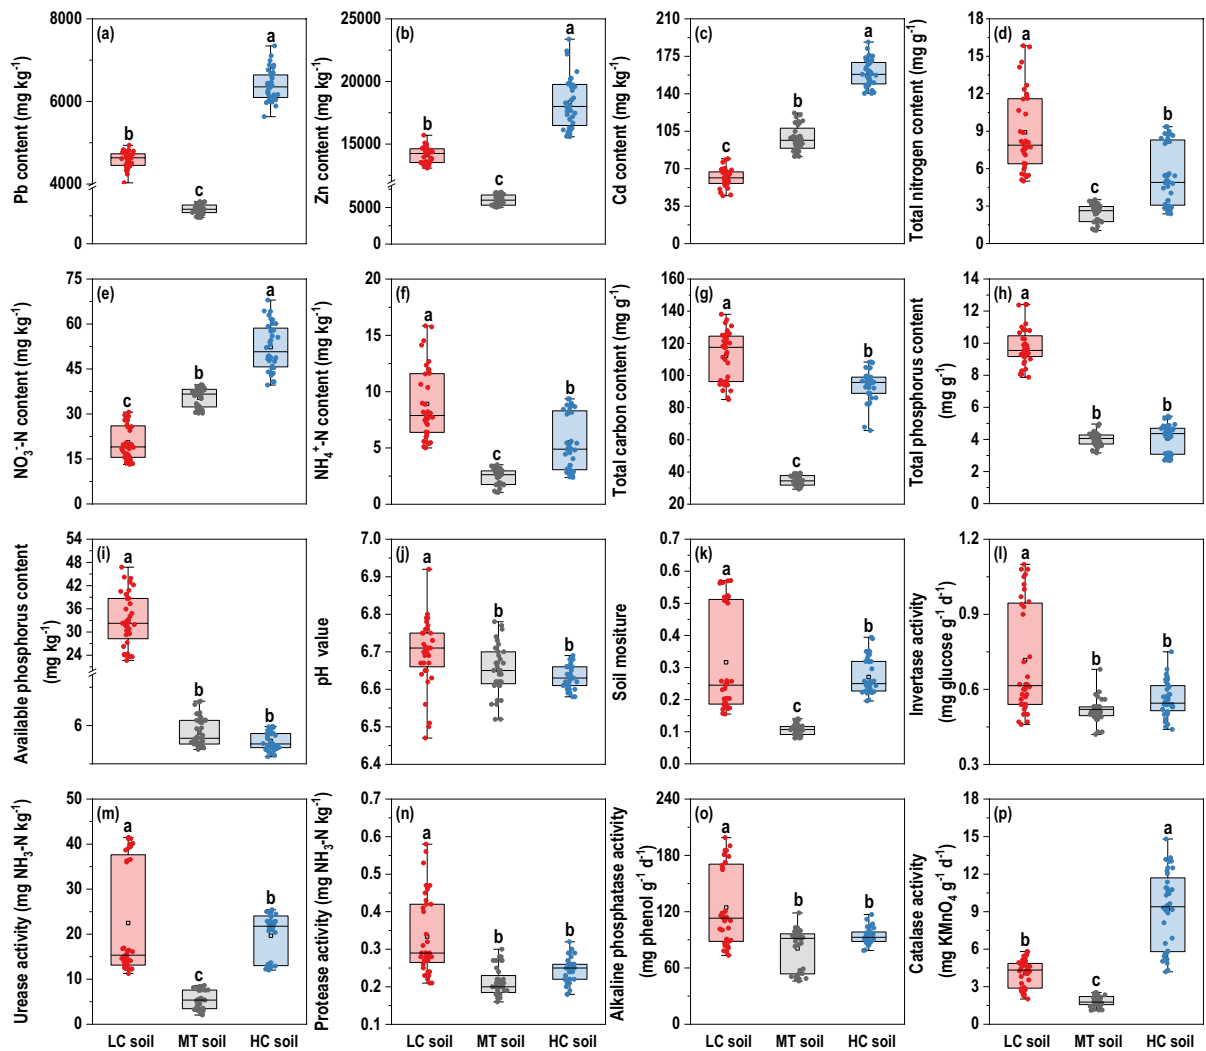 Pb content (mg kg-1)
8000
6000
4000
0
(a)
b
c
a
Zn content (mg kg-1)
25000
20000
15000
5000
0
(b)
b
c
a
Cd content (mg kg-1)
210
175
140
105
70
35
0
(c)
c
b
a
Total nitrogen content (mg g-1)
18
15
12
9
6
3
0
(d)
a
c
b
NO3--N content (mg kg-1)
75
60
45
30
15
0
(e)
c
b
a
NH4+-N content (mg kg-1)
20
15
10
5
0
(f)
a
c
b
Total carbon content (mg g-1)
160
140
120
100
80
60
40
20
(g)
a
c
b
Total phosphorus content
(mg g-1)
14
12
10
8
6
4
2
0
(h)
a
b
b
Available phosphorus content
(mg kg-1)
54
48
42
36
30
24
6
(i)
a
b
b
pH value
7.0
6.9
6.8
6.7
6.6
6.5
6.4
(j)
a
b
b
Soil mositure
0.7
0.6
0.5
0.4
0.3
0.2
0.1
0.0
(k)
a
c
b
Invertase activity
(mg glucose g-1 d-1)
1.2
0.9
0.6
0.3
(l)
a
b
b
Urease activity (mg NH3-N kg-1)
50
40
30
20
10
0
(m)
a
c
b
LC soil MT soil HC soil
Protease activity (mg NH3-N kg-1)
0.7
0.6
0.5
0.4
0.3
0.2
0.1
(n)
a
b
b
LC soil MT soil HC soil
Alkaline phosphatase activity
(mg phenol g-1 d-1)
240
180
120
60
0
(o)
a
b
b
LC soil MT soil HC soil
Catalase activity
(mg KMnO4 g-1 d-1)
18
15
12
9
6
3
0
(p)
b
c
a
LC soil MT soil HC soil